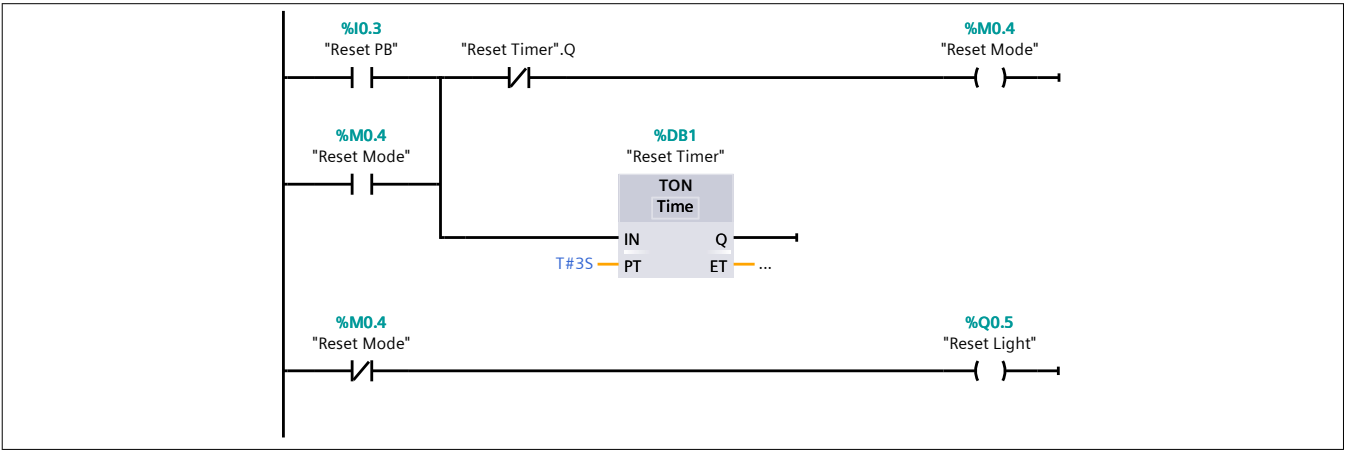 %I0.3
"Reset PB"
"Reset Timer".Q
%M0.4
"Reset Mode"
%M0.4
"Reset Mode"
%DB1
"Reset Timer"
TON
Time
IN Q
T#3S PT ET ...
%M0.4
"Reset Mode"
%Q0.5
"Reset Light"